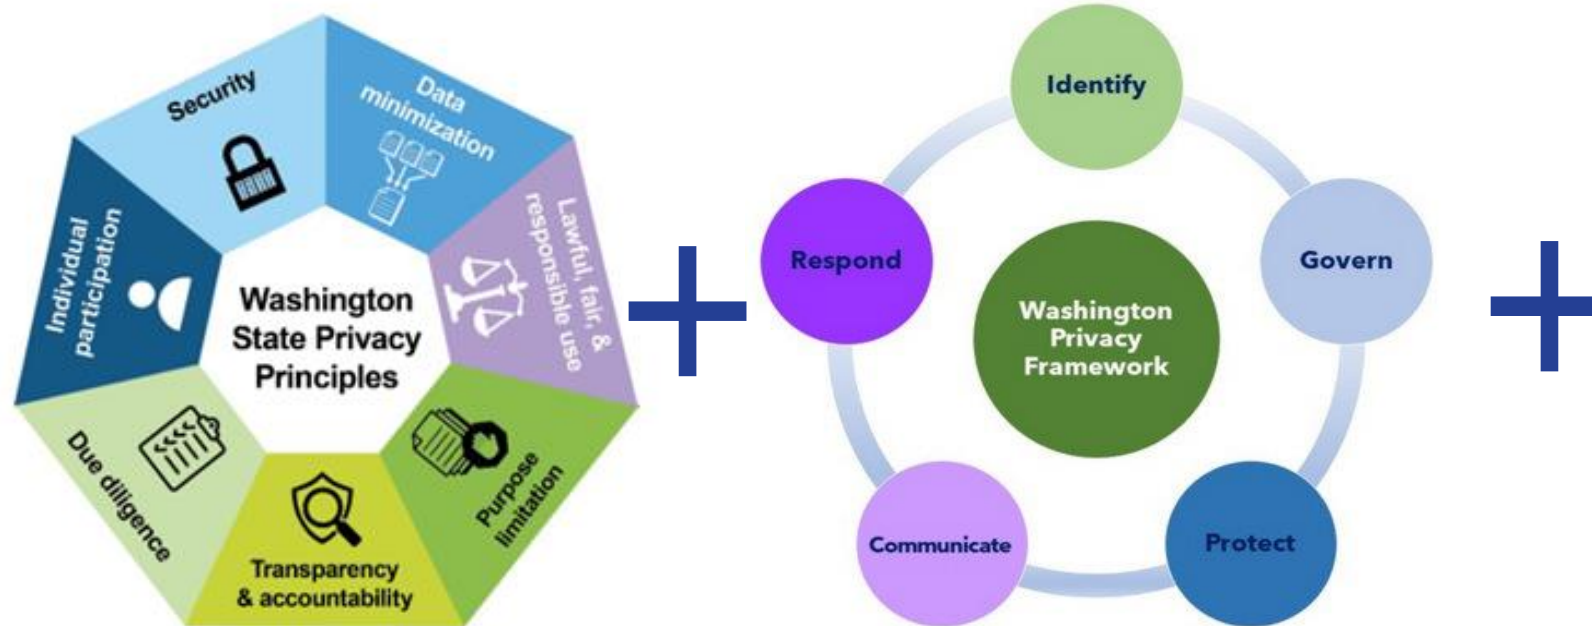 Security
Data
minimization
Lawful, fair, &
responsible use
Purpose
limitation
Transparency
& accountability
Due diligence
Individual
participation
Washington
State Privacy
Principles
+
Identify
Govern
Protect
Communicate
Respond
Washington
Privacy
Framework
+